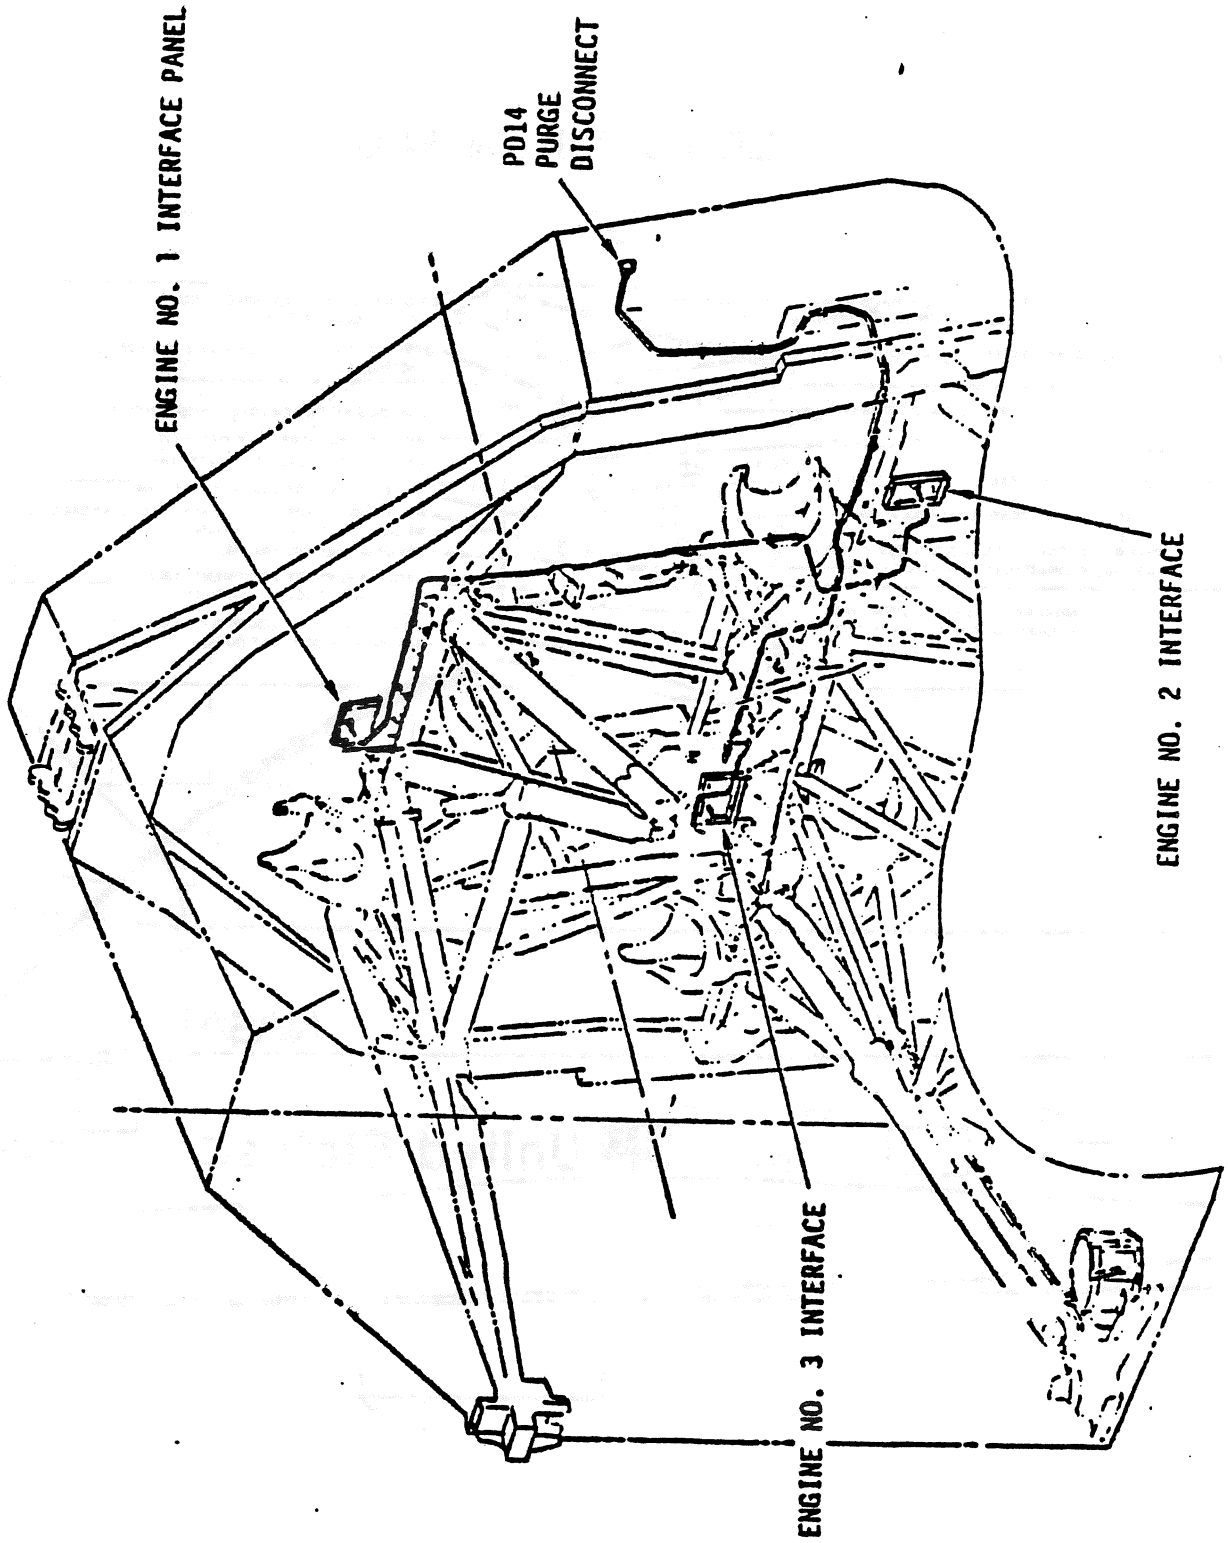 ENGINE NO. 1 INTERFACE PANEL
PD14
PURGE
DISCONNECT
ENGINE NO. 2 INTERFACE
ENGINE NO. 3 INTERFACE